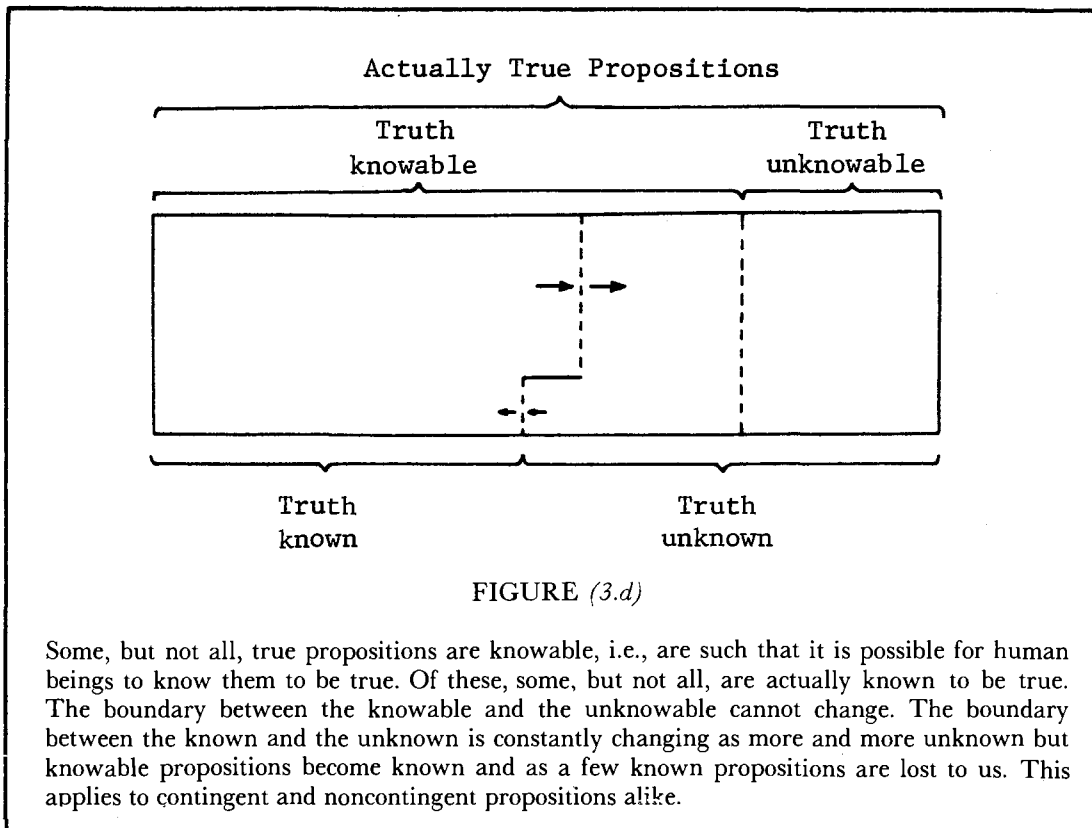 Actually True Propositions
Truth
knowable
Truth
unknowable
Truth
known
Truth
unknown
FIGURE (3.d)
Some, but not all, true propositions are knowable, i.e., are such that it is possible for human
beings to know them to be true. Of these, some, but not all, are actually known to be true.
The boundary between the knowable and the unknowable cannot change. The boundary
between the known and the unknown is constantly changing as more and more unknown but
knowable propositions become known and as a few known propositions are lost to us. This
applies to contingent and noncontingent propositions alike.